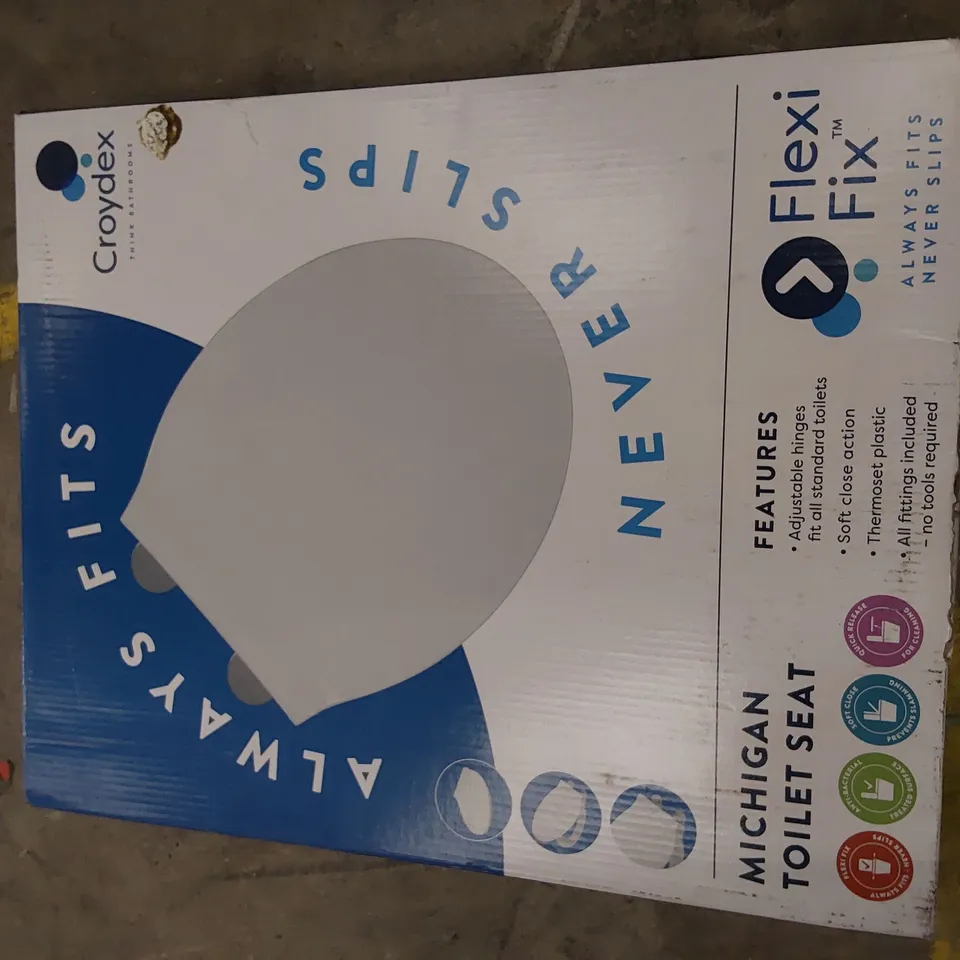 Croydex
THINK BATHROOMS
ALWAYS FITS
NEVER SLIPS
MICHIGAN
TOILET SEAT
FLEXI FIX
ALWAYS FITS - NEVER SLIPS
ANTI-BACTERIAL
TREATED SURFACE
SOFT CLOSE
PREVENTS SLAMMING
QUICK RELEASE
FOR CLEANING
FEATURES
• Adjustable hinges
fit all standard toilets
• Soft close action
• Thermoset plastic
• All fittings included
– no tools required
Flexi
Fix™
ALWAYS FITS
NEVER SLIPS